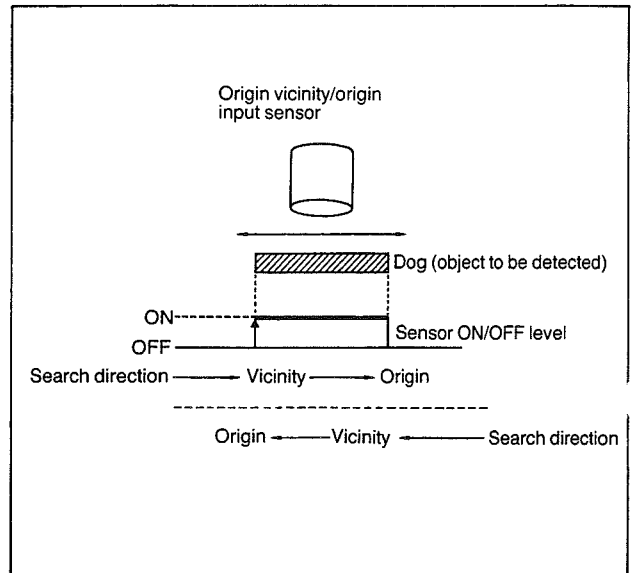 Origin vicinity/origin
input sensor
Dog (object to be detected)
ON
Sensor ON/OFF level
OFF
Search direction Vicinity Origin
Origin Vicinity Search direction